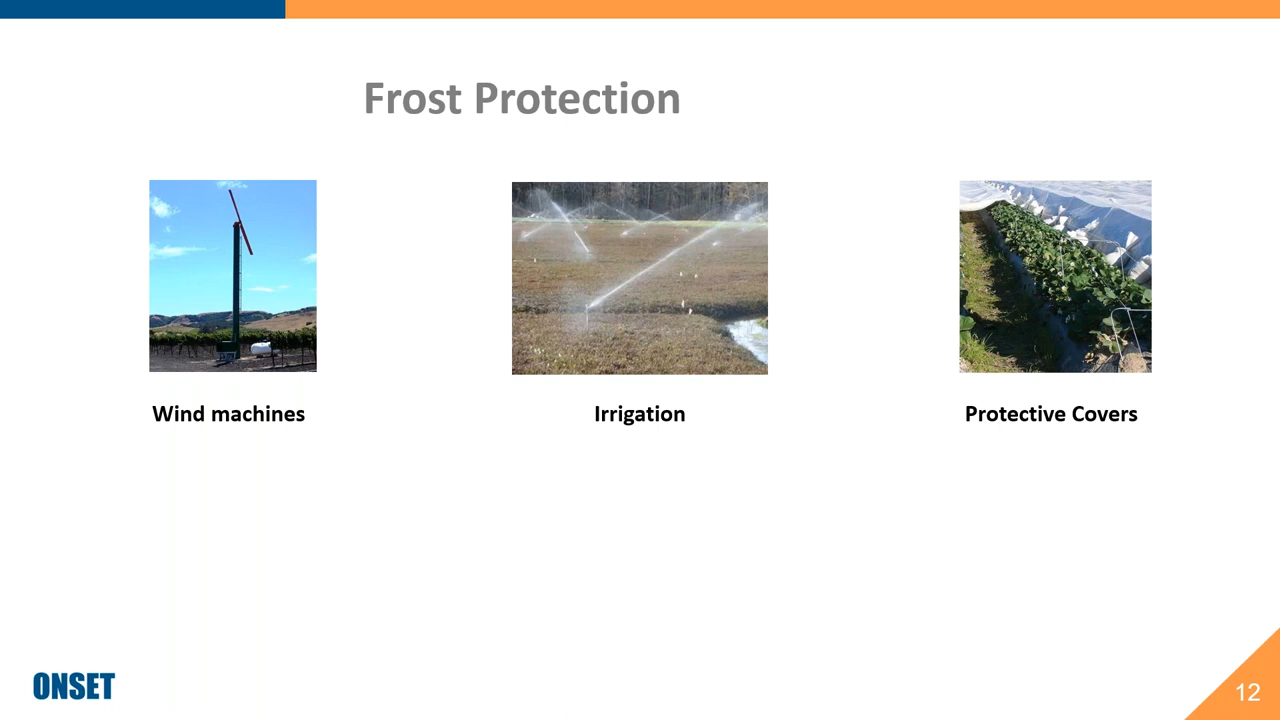 Frost Protection
Wind machines
Irrigation
Protective Covers
ONSET
12